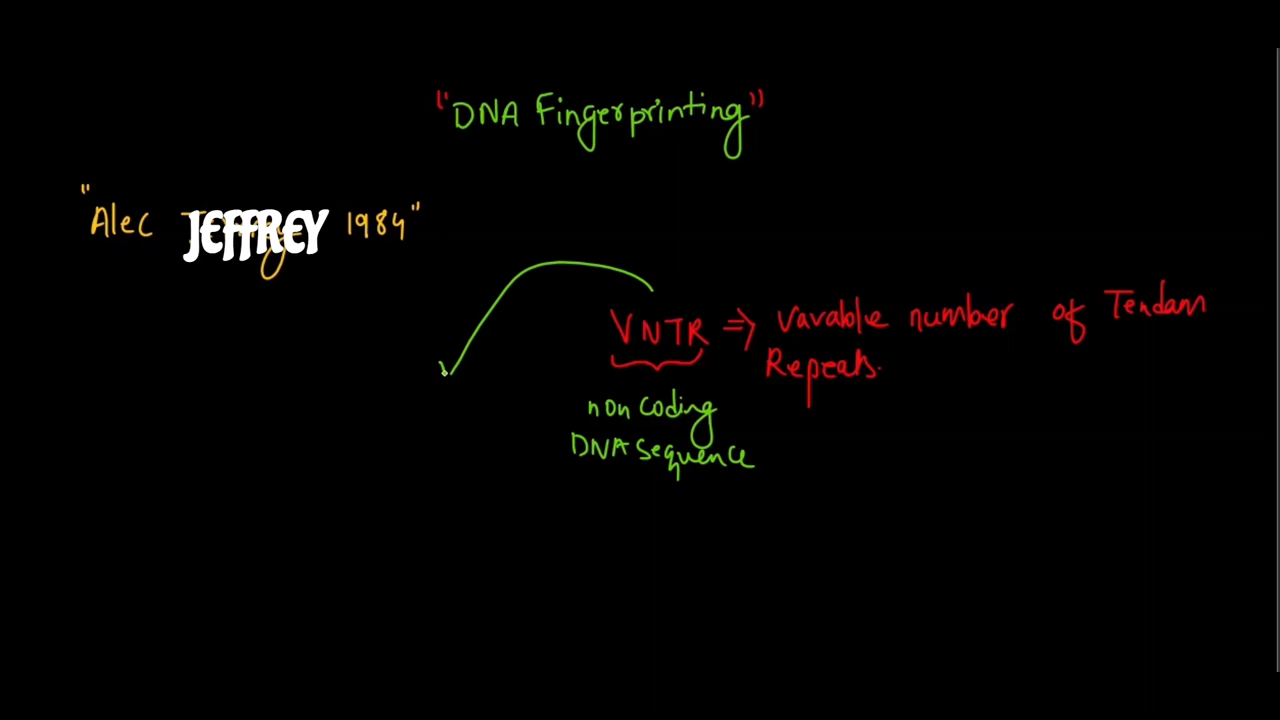 "DNA Fingerprinting"
"Alec JEFFREY 1984"
VNTR => Varable number of Tendam
Repeats.
non Coding
DNA Sequence